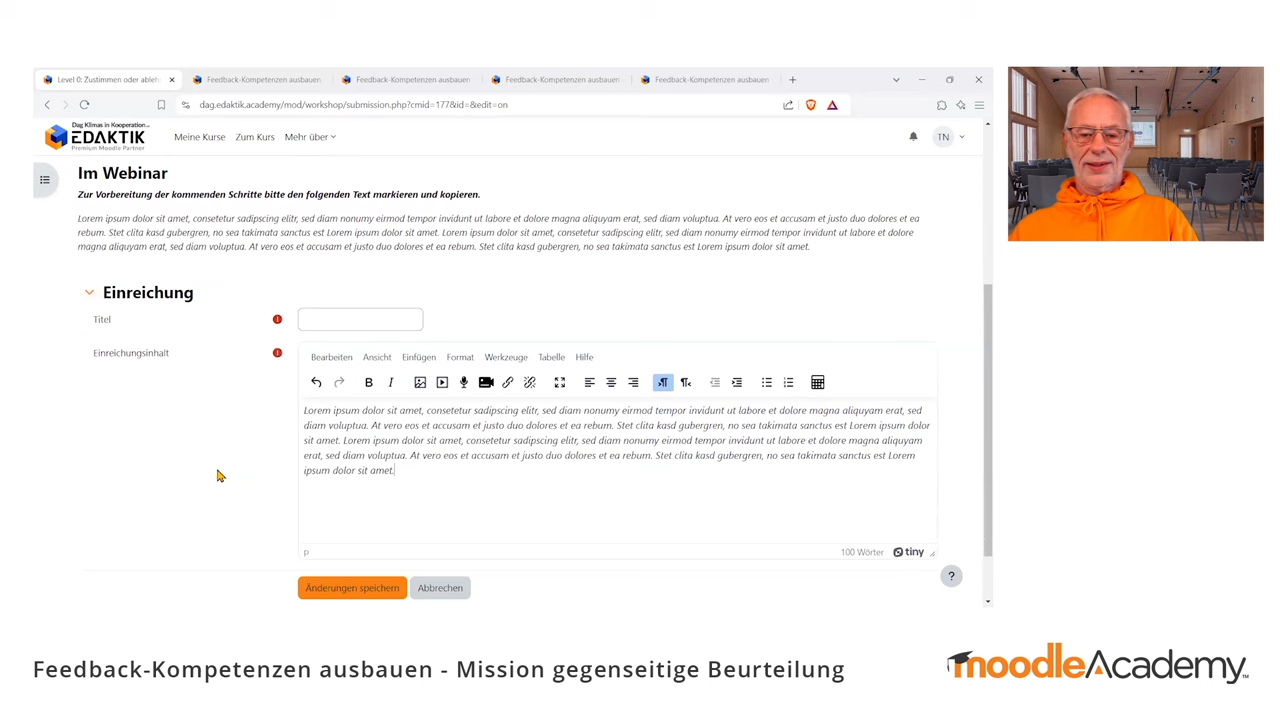 Level 0: Zustimmen oder ableh
Feedback-Kompetenzen ausbauen
Feedback-Kompetenzen ausbauen
Feedback-Kompetenzen ausbauen
Feedback-Kompetenzen ausbauen
dag.edaktik.academy/mod/workshop/submission.php?cmid=177&id=&edit=on
Dag Klimas in Kooperation
EDAKTIK
Premium Moodle Partner
Meine Kurse Zum Kurs Mehr über
TN
Im Webinar
Zur Vorbereitung der kommenden Schritte bitte den folgenden Text markieren und kopieren.
Lorem ipsum dolor sit amet, consetetur sadipscing elitr, sed diam nonumy eirmod tempor invidunt ut labore et dolore magna aliquyam erat, sed diam voluptua. At vero eos et accusam et justo duo dolores et ea
rebum. Stet clita kasd gubergren, no sea takimata sanctus est Lorem ipsum dolor sit amet. Lorem ipsum dolor sit amet, consetetur sadipscing elitr, sed diam nonumy eirmod tempor invidunt ut labore et dolore
magna aliquyam erat, sed diam voluptua. At vero eos et accusam et justo duo dolores et ea rebum. Stet clita kasd gubergren, no sea takimata sanctus est Lorem ipsum dolor sit amet.
Einreichung
Titel
Einreichungsinhalt
Bearbeiten Ansicht Einfügen Format Werkzeuge Tabelle Hilfe
B I
Lorem ipsum dolor sit amet, consetetur sadipscing elitr, sed diam nonumy eirmod tempor invidunt ut labore et dolore magna aliquyam erat, sed
diam voluptua. At vero eos et accusam et justo duo dolores et ea rebum. Stet clita kasd gubergren, no sea takimata sanctus est Lorem ipsum dolor
sit amet. Lorem ipsum dolor sit amet, consetetur sadipscing elitr, sed diam nonumy eirmod tempor invidunt ut labore et dolore magna aliquyam
erat, sed diam voluptua. At vero eos et accusam et justo duo dolores et ea rebum. Stet clita kasd gubergren, no sea takimata sanctus est Lorem
ipsum dolor sit amet.
p
100 Wörter
tiny
Änderungen speichern Abbrechen
?
Feedback-Kompetenzen ausbauen - Mission gegenseitige Beurteilung
moodleAcademy™